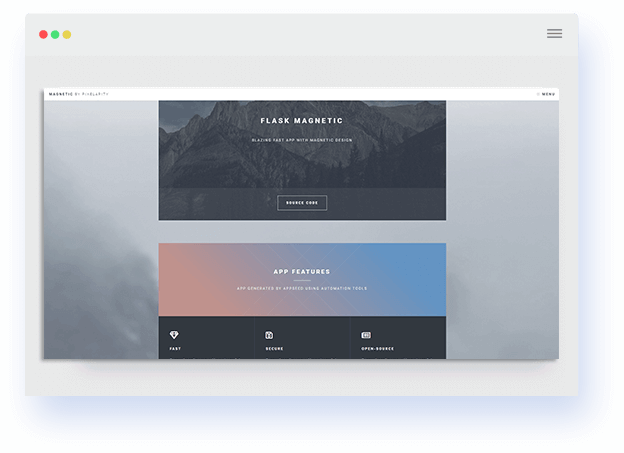 MAGNETIC BY PIXELARITY
MENU
FLASK MAGNETIC
BLAZING FAST APP WITH MAGNETIC DESIGN
SOURCE CODE
APP FEATURES
APP GENERATED BY APPSEED USING AUTOMATION TOOLS
FAST
SECURE
OPEN-SOURCE